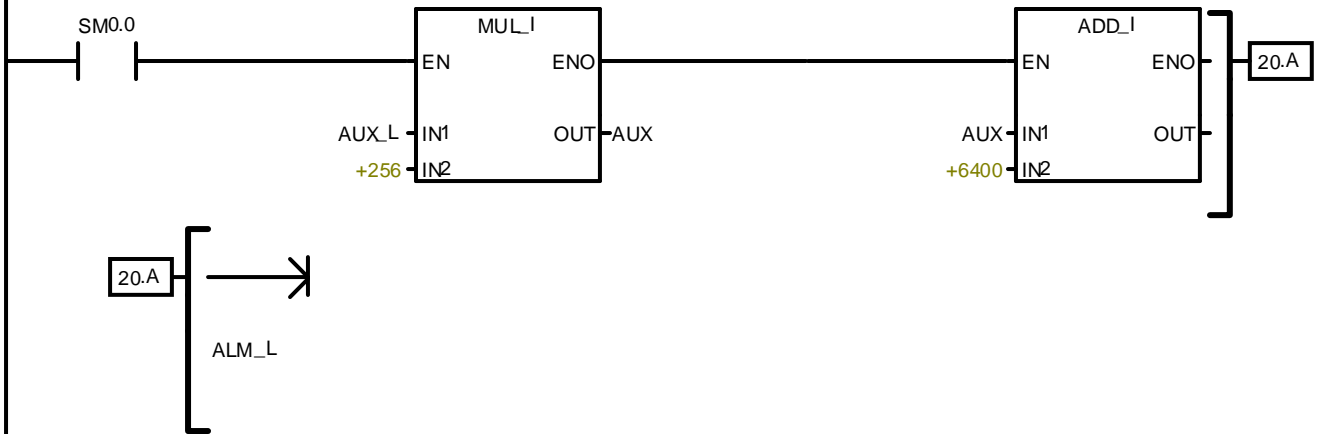 SM0.0
MUL_I
EN ENO
AUX_L IN1 OUT AUX
+256 IN2
ADD_I
EN ENO
AUX IN1 OUT
+6400 IN2
20.A
20.A
ALM_L